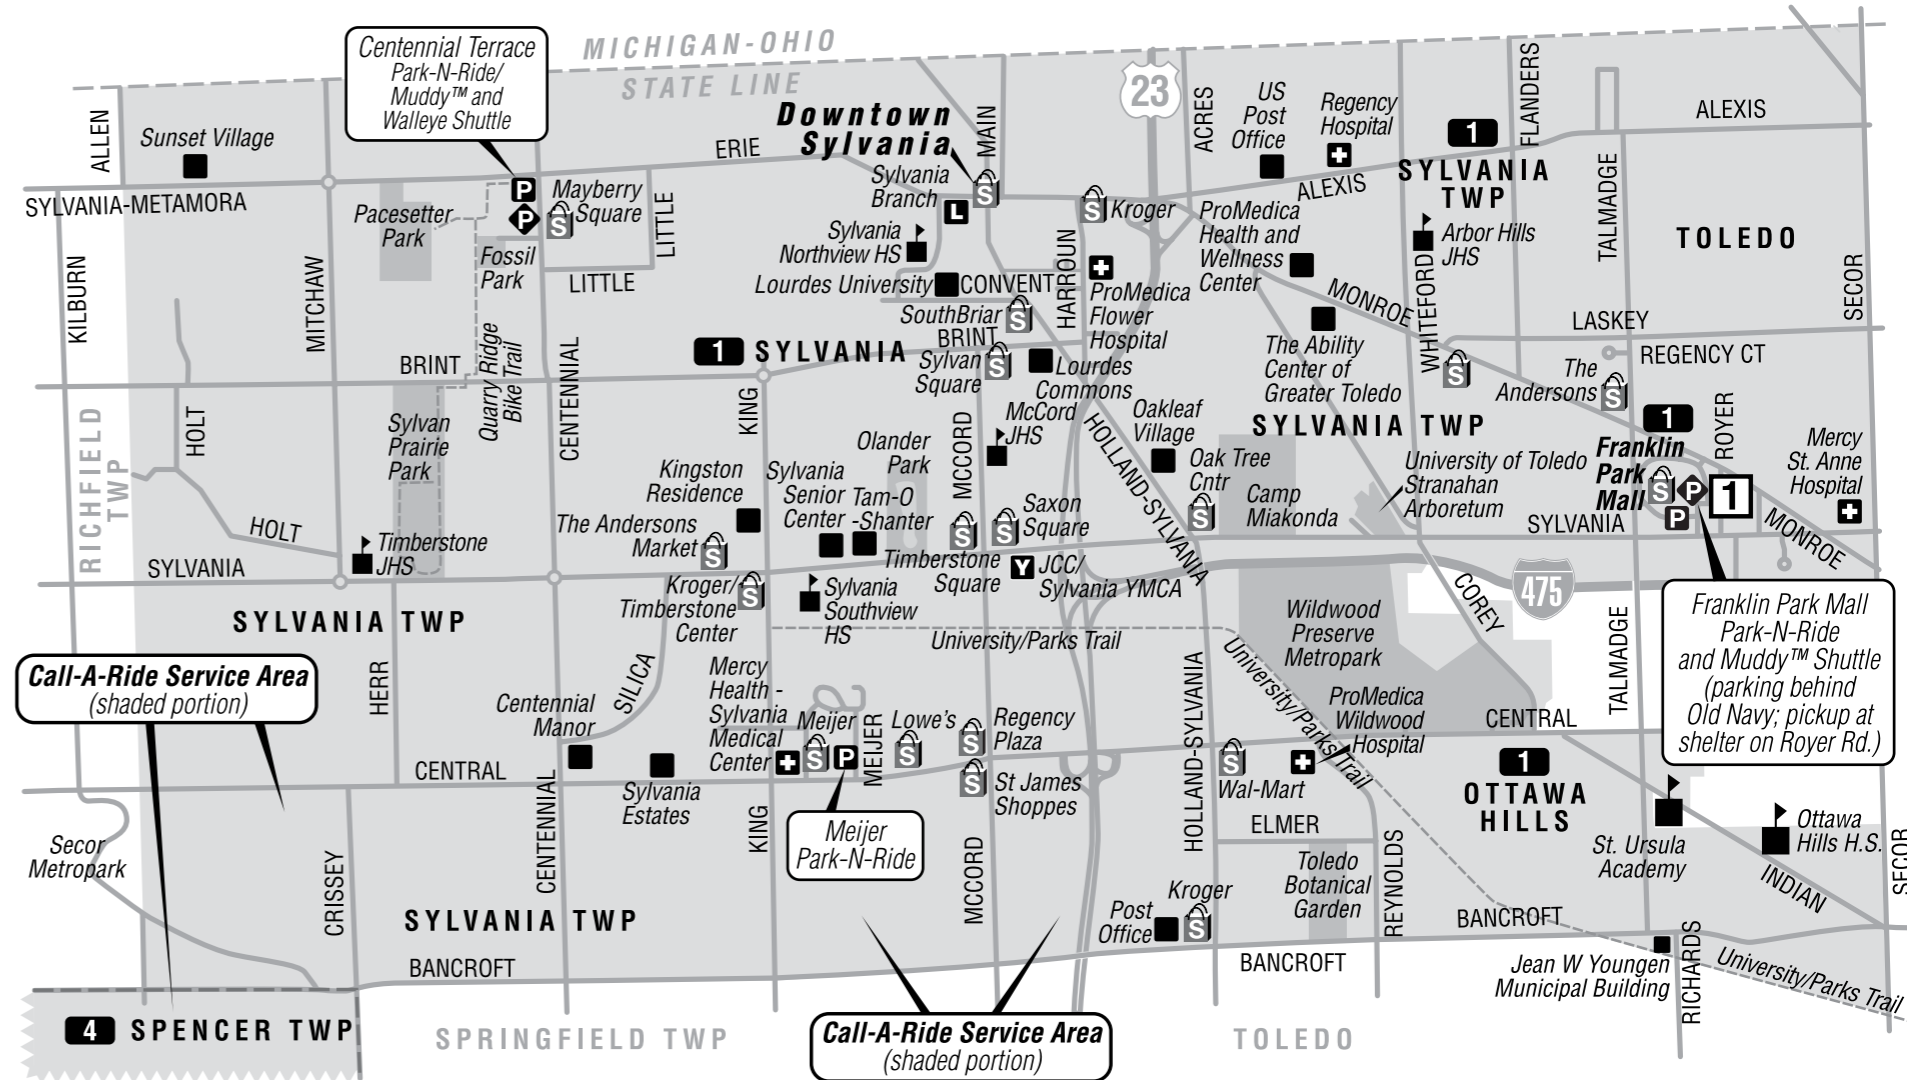 MICHIGAN-OHIO
STATE LINE
Centennial Terrace
Park-N-Ride/
Muddy™ and
Walleye Shuttle
23
ALLEN
Sunset Village
SYLVANIA-METAMORA
ERIE
Downtown
Sylvania
MAIN
ACRES
US
Post
Office
Regency
Hospital
1
FLANDERS
ALEXIS
SYLVANIA
TWP
ALEXIS
P
P
S
Mayberry
Square
Pacesetter
Park
Fossil
Park
LITTLE
LITTLE
Sylvania
Branch
L
S
Sylvania
Northview HS
Lourdes University
CONVENT
S
Kroger
HARROUN
ProMedica
Flower
Hospital
ProMedica
Health and
Wellness
Center
Arbor Hills
JHS
WHITEFORD
TALMADGE
TOLEDO
SECOR
KILBURN
MITCHAW
Quarry Ridge
Bike Trail
CENTENNIAL
SouthBriar
S
BRINT
BRINT
1
SYLVANIA
Sylvan
Square
S
Lourdes
Commons
MONROE
The Ability
Center of
Greater Toledo
S
LASKEY
REGENCY CT
The
Andersons
S
RICHFIELD
TWP
HOLT
Sylvan
Prairie
Park
KING
MCCORD
McCord
JHS
HOLLAND-SYLVANIA
Oakleaf
Village
SYLVANIA TWP
1
Franklin
Park
Mall
S
P
P
1
ROYER
Mercy
St. Anne
Hospital
Olander
Park
Kingston
Residence
Sylvania
Senior
Center
Tam-O
-Shanter
The Andersons
Market
S
S
S
Saxon
Square
Oak Tree
Cntr
S
Camp
Miakonda
University of Toledo
Stranahan
Arboretum
SYLVANIA
MONROE
HOLT
Timberstone
JHS
SYLVANIA
Kroger/
Timberstone
Center
S
Sylvania
Southview
HS
Timberstone
Square
Y
JCC/
Sylvania YMCA
COREY
475
SYLVANIA TWP
University/Parks Trail
Wildwood
Preserve
Metropark
University/Parks Trail
TALMADGE
Franklin Park Mall
Park-N-Ride
and Muddy™ Shuttle
(parking behind
Old Navy; pickup at
shelter on Royer Rd.)
Call-A-Ride Service Area
(shaded portion)
HERR
SILICA
Centennial
Manor
Mercy
Health -
Sylvania
Medical
Center
Meijer
S
P
MEIJER
Lowe's
S
S
Regency
Plaza
S
St James
Shoppes
HOLLAND-SYLVANIA
ProMedica
Wildwood
Hospital
S
Wal-Mart
CENTRAL
CENTRAL
Sylvania
Estates
CENTENNIAL
KING
Meijer
Park-N-Ride
ELMER
1
OTTAWA
HILLS
St. Ursula
Academy
Ottawa
Hills H.S.
SECOR
Secor
Metropark
CRISSEY
MCCORD
Toledo
Botanical
Garden
REYNOLDS
INDIAN
SYLVANIA TWP
Kroger
S
Post
Office
BANCROFT
BANCROFT
BANCROFT
Jean W Youngen
Municipal Building
RICHARDS
University/Parks Trail
4
SPENCER TWP
SPRINGFIELD TWP
Call-A-Ride Service Area
(shaded portion)
TOLEDO